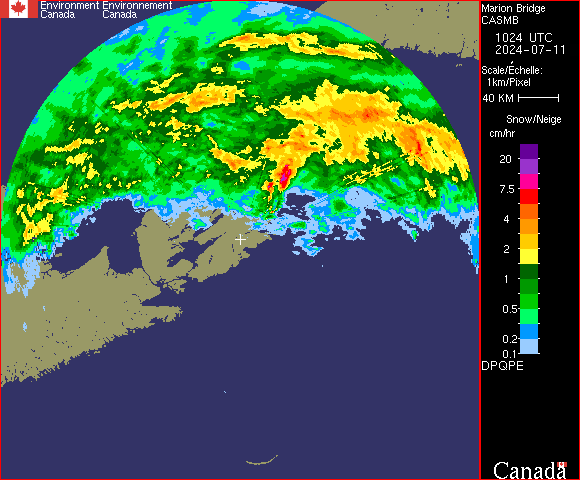 Environment Environnement
Canada Canada
Marion Bridge
CASMB
1024 UTC
2024-07-11
Scale/Échelle:
1km/Pixel
40 KM
Snow/Neige
cm/hr
20
7.5
4
2
1
0.5
0.2
0.1
DPQPE
Canada